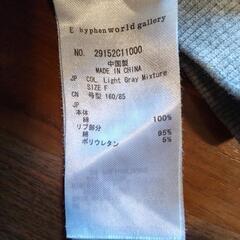 E hyphen world gallery
NO. 29152C11000
中国製
MADE IN CHINA
JP COL. Light Gray Mixture
SIZE F
CN 号型 160/85
JP
本体
綿 100%
リブ部分
綿 95%
ポリウレタン 5%